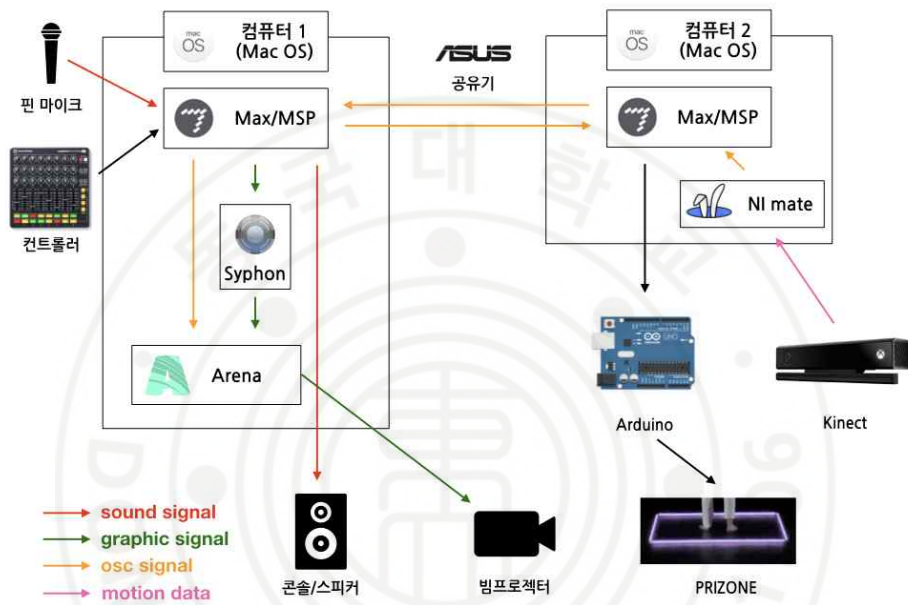 mac
OS
컴퓨터 1
(Mac OS)
mac
OS
컴퓨터 2
(Mac OS)
ASUS
공유기
핀 마이크
Max/MSP
Max/MSP
NI mate
컨트롤러
Syphon
Arena
Arduino
Kinect
sound signal
graphic signal
osc signal
motion data
콘솔/스피커
빔프로젝터
PRIZONE